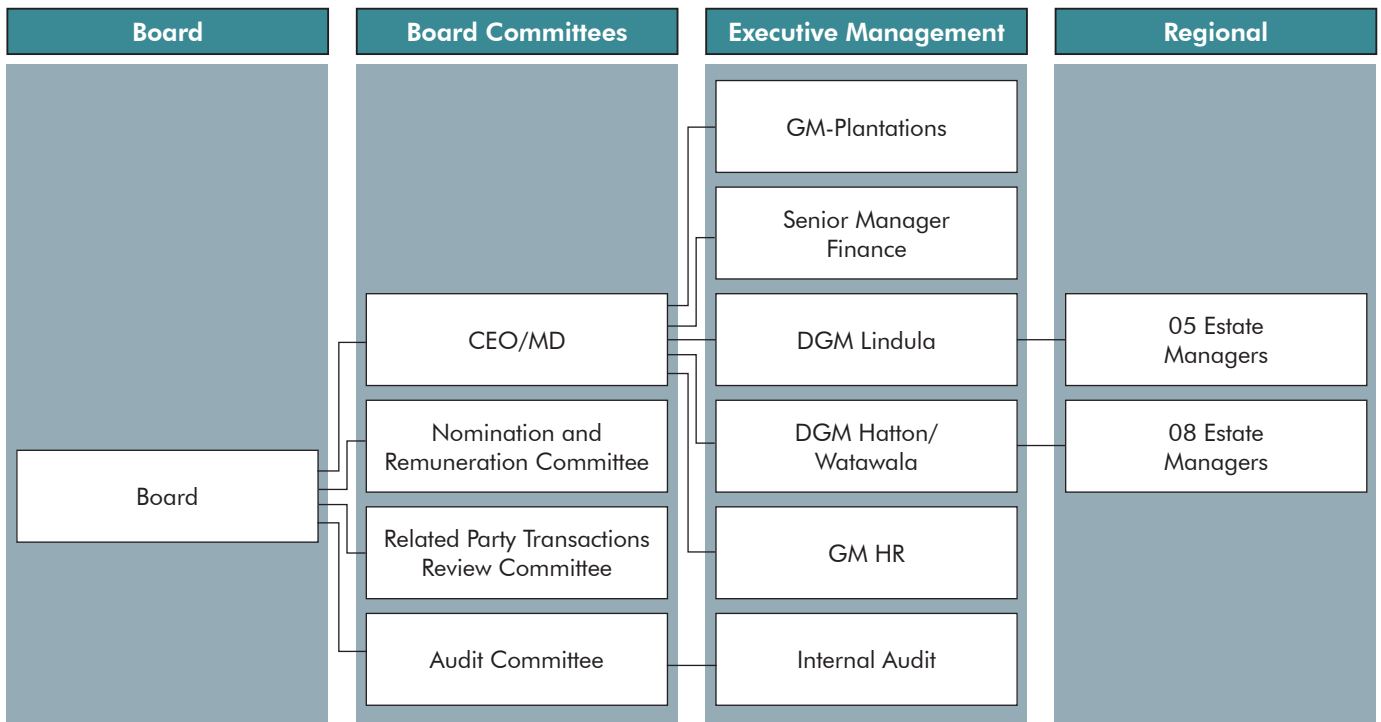 Board
Board Committees
Executive Management
Regional
GM-Plantations
Senior Manager
Finance
CEO/MD
DGM Lindula
05 Estate
Managers
Nomination and
Remuneration Committee
DGM Hatton/
Watawala
08 Estate
Managers
Board
Related Party Transactions
Review Committee
GM HR
Audit Committee
Internal Audit